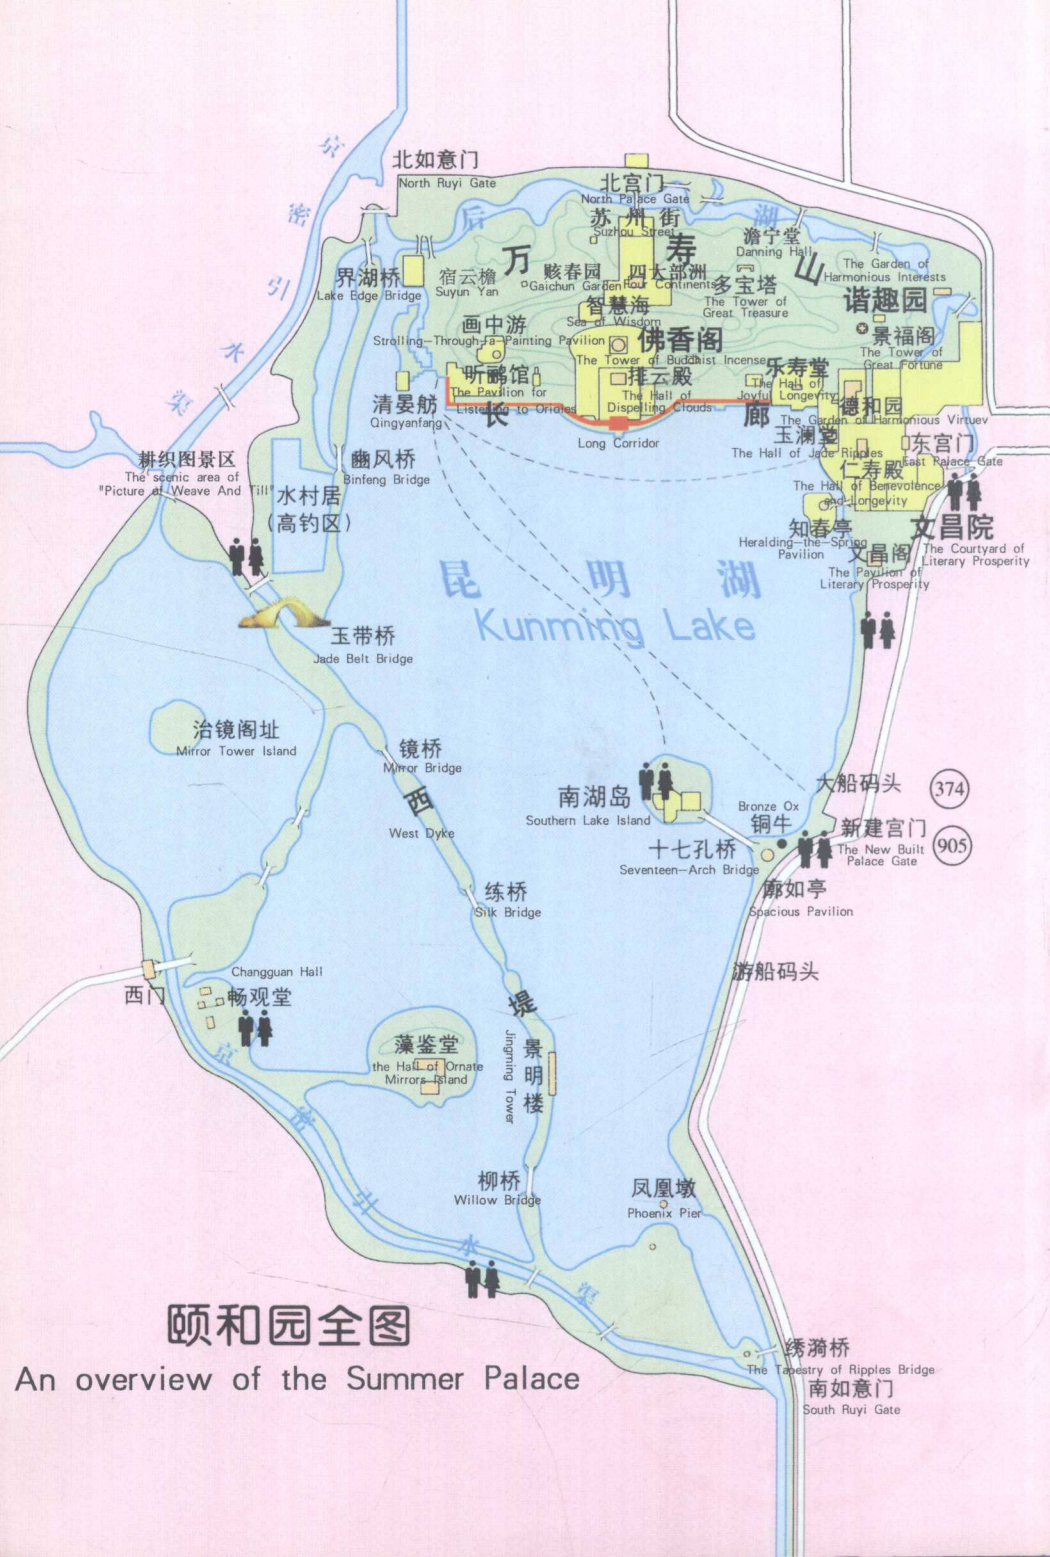 京
密
引
水
渠
北如意门
North Ruyi Gate
北宫门
North Palace Gate
后
湖
苏州街
Suzhou Street
澹宁堂
Danning Hall
万
寿
山
界湖桥
Lake Edge Bridge
宿云檐
Suyun Yan
赅春园
Gaichun Garden
四大部洲
Four Continents
多宝塔
The Tower of
Great Treasure
The Garden of
Harmonious Interests
谐趣园
智慧海
Sea of Wisdom
画中游
Strolling-Through-a-Painting Pavilion
佛香阁
The Tower of Buddhist Incense
景福阁
The Tower of
Great Fortune
听鹂馆
The Pavilion for
Listening to Orioles
排云殿
The Hall of
Dispelling Clouds
乐寿堂
The Hall of
Joyful Longevity
清晏舫
Qingyanfang
长
廊
Long Corridor
德和园
The Garden of Harmonious Virtuev
玉澜堂
The Hall of Jade Ripples
东宫门
East Palace Gate
仁寿殿
The Hall of Benevolence
and Longevity
耕织图景区
The scenic area of
"Picture of Weave And Till"
豳风桥
Binfeng Bridge
水村居
(高钓区)
知春亭
Heralding-the-Spring
Pavilion
文昌院
The Courtyard of
Literary Prosperity
文昌阁
The Pavilion of
Literary Prosperity
昆明湖
Kunming Lake
玉带桥
Jade Belt Bridge
治镜阁址
Mirror Tower Island
镜桥
Mirror Bridge
西
West Dyke
南湖岛
Southern Lake Island
大船码头
374
Bronze Ox
铜牛
新建宫门
The New Built
Palace Gate
905
十七孔桥
Seventeen-Arch Bridge
练桥
Silk Bridge
廓如亭
Spacious Pavilion
游船码头
西门
Changguan Hall
畅观堂
堤
藻鉴堂
the Hall of Ornate
Mirrors Island
景明楼
Jingming Tower
京
密
引
水
渠
柳桥
Willow Bridge
凤凰墩
Phoenix Pier
颐和园全图
An overview of the Summer Palace
绣漪桥
The Tapestry of Ripples Bridge
南如意门
South Ruyi Gate